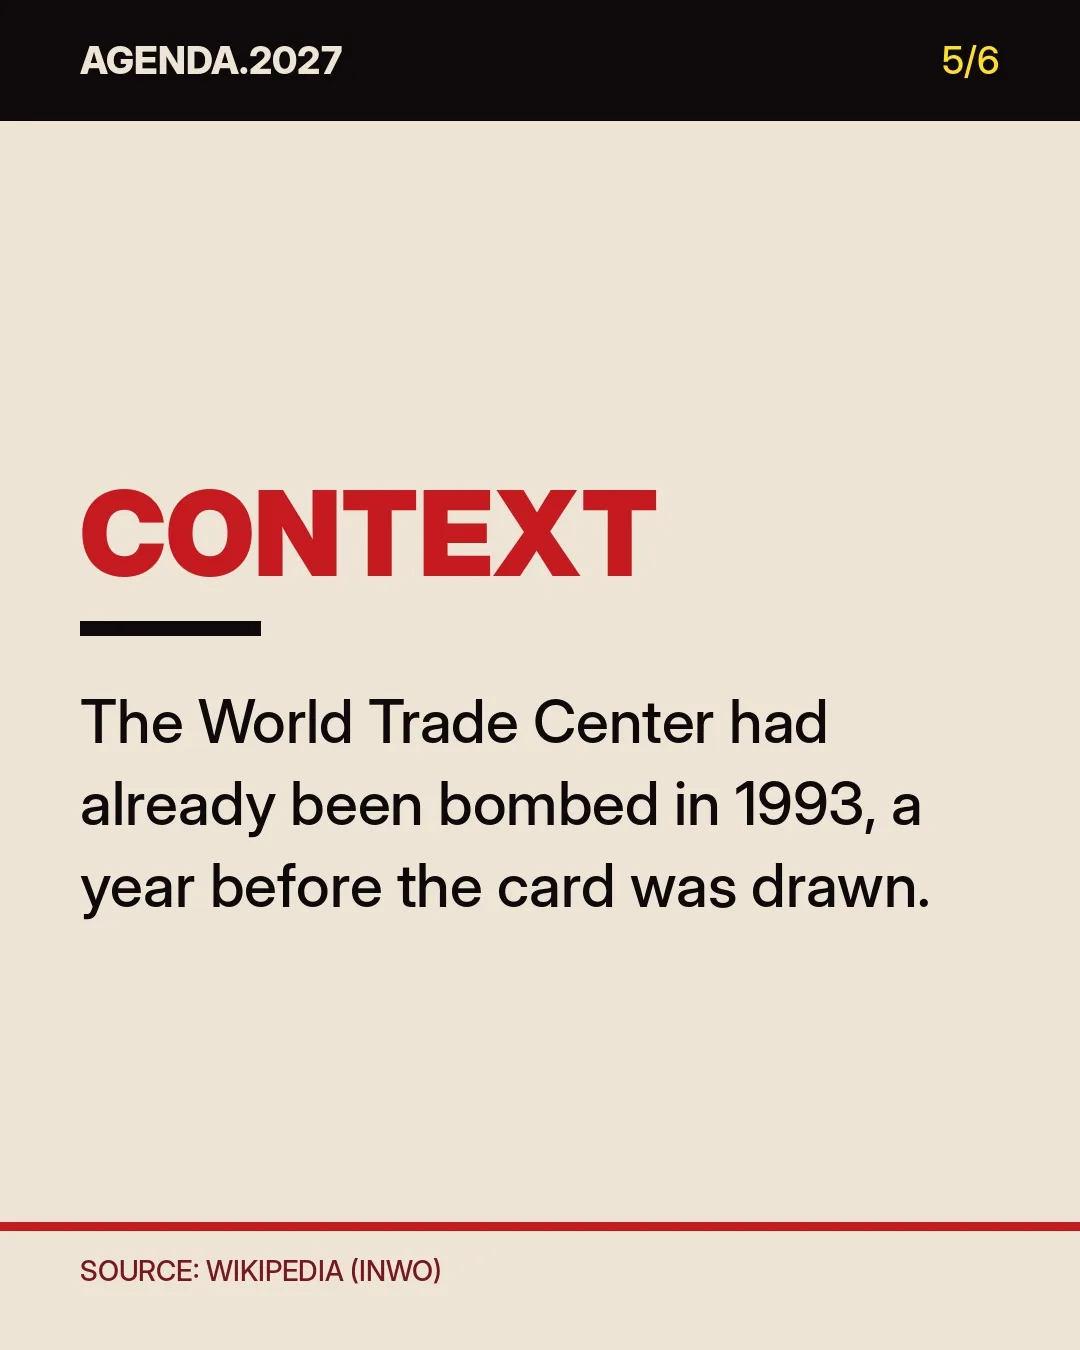 AGENDA.2027
5/6
CONTEXT
The World Trade Center had
already been bombed in 1993, a
year before the card was drawn.
SOURCE: WIKIPEDIA (INWO)